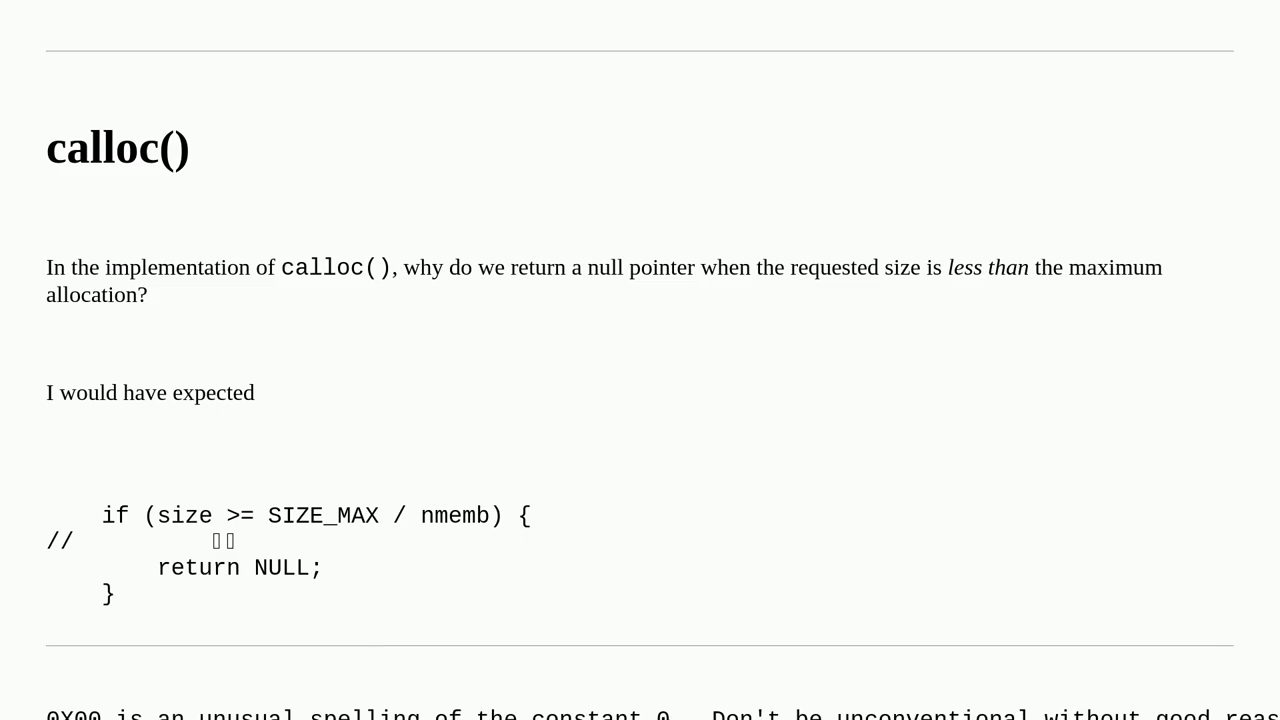 calloc()
In the implementation of calloc(), why do we return a null pointer when the requested size is less than the maximum
allocation?
I would have expected
if (size >= SIZE_MAX / nmemb) {
//
return NULL;
}
0X00 is an unusual spelling of the constant 0. Don't be unconventional without good